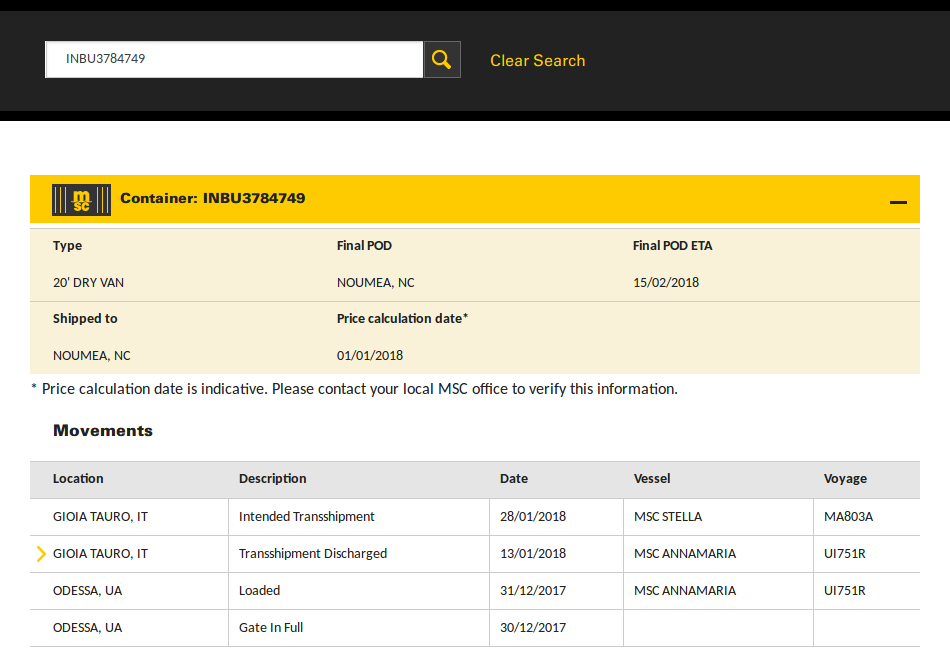 INBU3784749
Clear Search
msc Container: INBU3784749
Type Final POD Final POD ETA
20' DRY VAN NOUMEA, NC 15/02/2018
Shipped to Price calculation date*
NOUMEA, NC 01/01/2018
* Price calculation date is indicative. Please contact your local MSC office to verify this information.
Movements
Location Description Date Vessel Voyage
GIOIA TAURO, IT Intended Transshipment 28/01/2018 MSC STELLA MA803A
GIOIA TAURO, IT Transshipment Discharged 13/01/2018 MSC ANNAMARIA UI751R
ODESSA, UA Loaded 31/12/2017 MSC ANNAMARIA UI751R
ODESSA, UA Gate In Full 30/12/2017